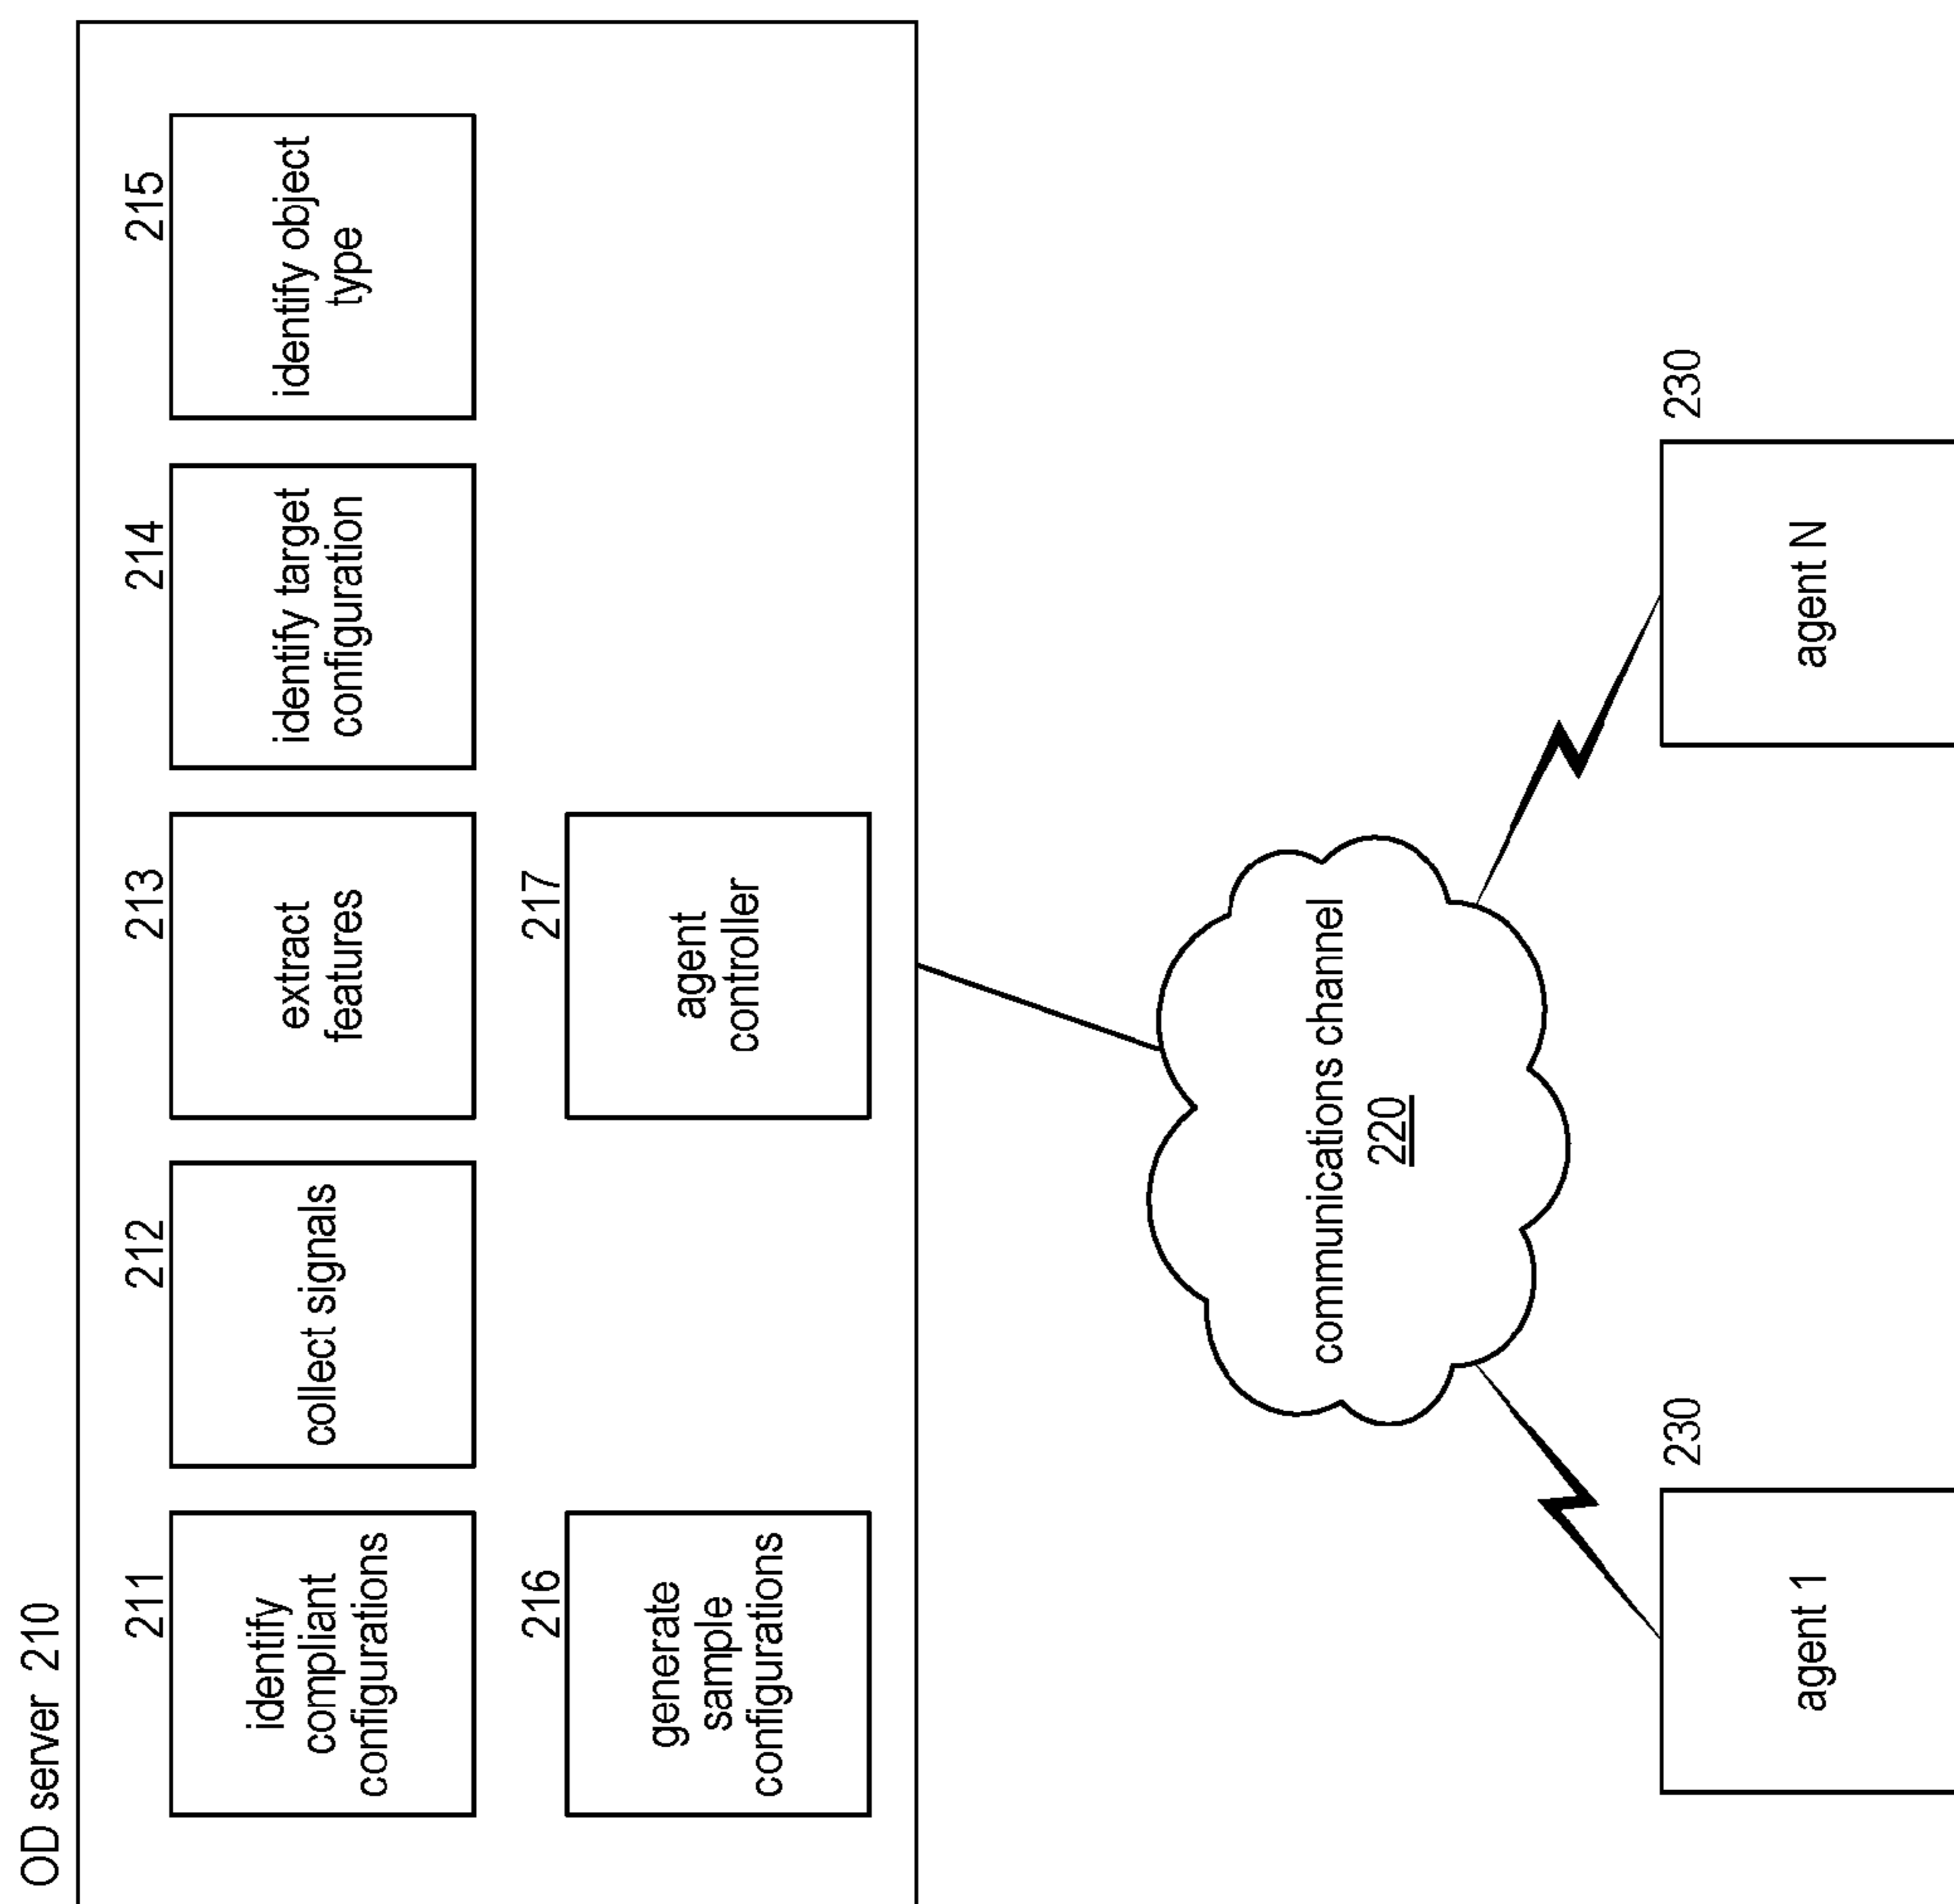 OD server 210
211
identify
compliant
configurations
212
collect signals
213
extract
features
214
identify target
configuration
215
identify object
type
216
generate
sample
configurations
217
agent
controller
communications channel
220
230
agent 1
230
agent N